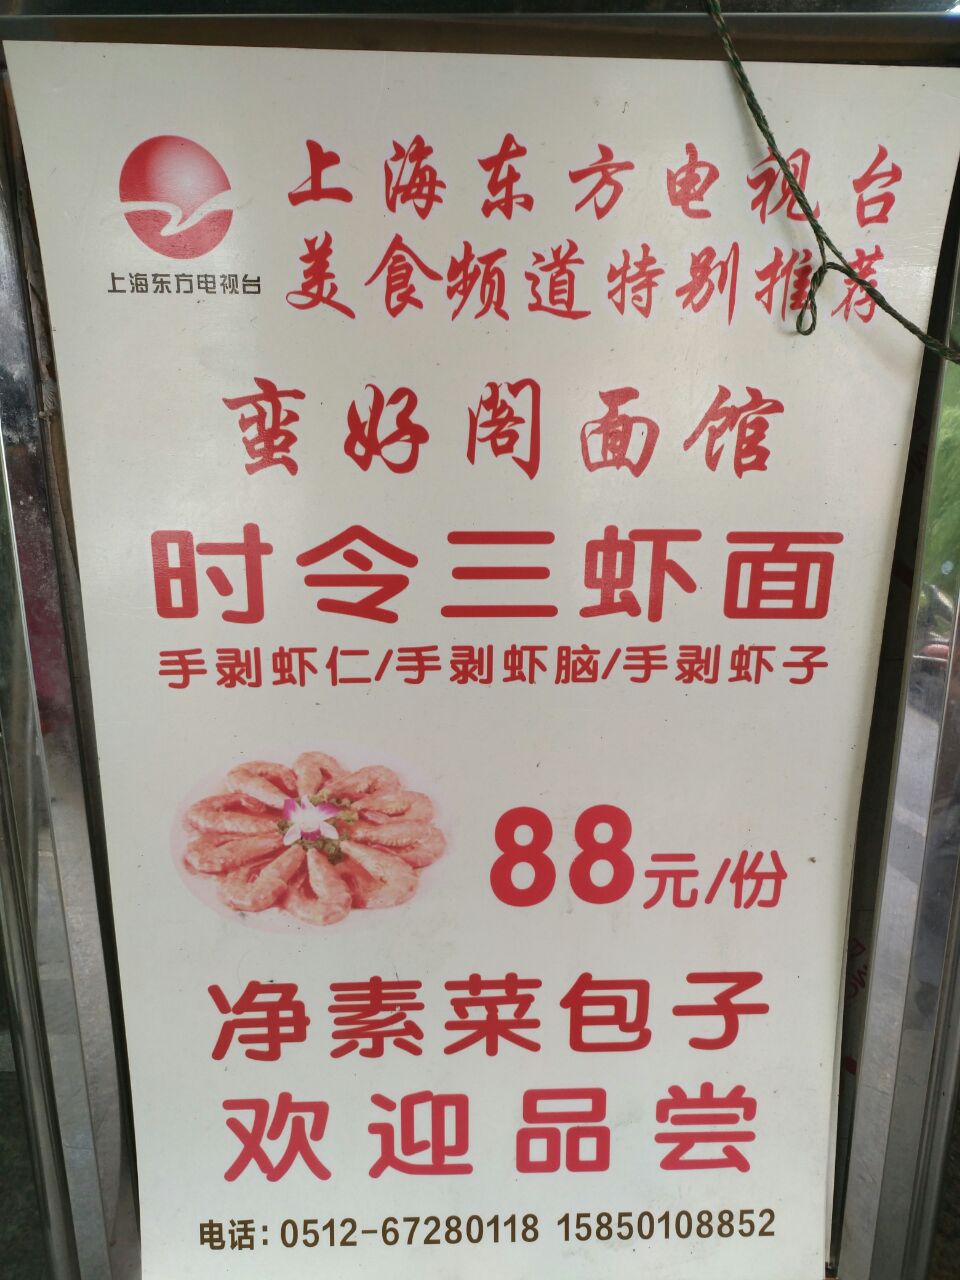 上海东方电视台
上海东方电视台
美食频道特别推荐
蛮好阁面馆
时令三虾面
手剥虾仁/手剥虾脑/手剥虾子
88元/份
净素菜包子
欢迎品尝
电话：0512-67280118 15850108852